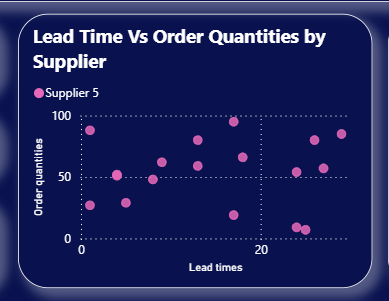 Lead Time Vs Order Quantities by
Supplier
Supplier 5
Order quantities
100
50
0
0
20
Lead times